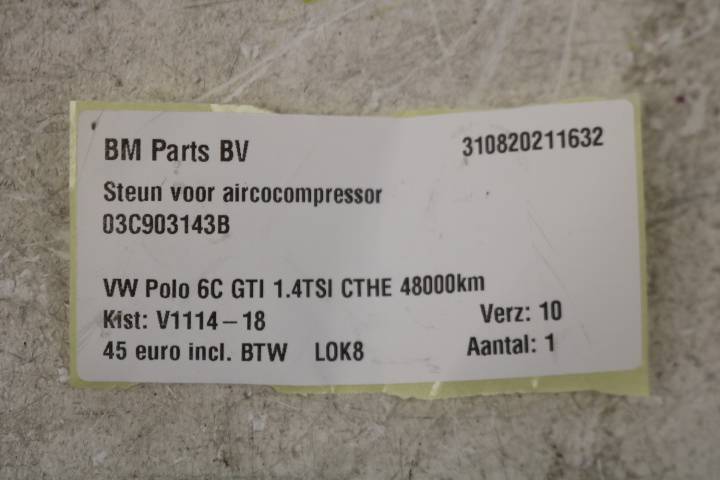 BM Parts BV 310820211632
Steun voor aircocompressor
03C903143B
VW Polo 6C GTI 1.4TSI CTHE 48000km
Kist: V1114-18 Verz: 10
45 euro incl. BTW LOK8 Aantal: 1